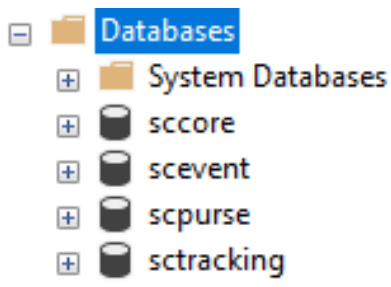 Databases
System Databases
sccore
scevent
scpurse
sctracking